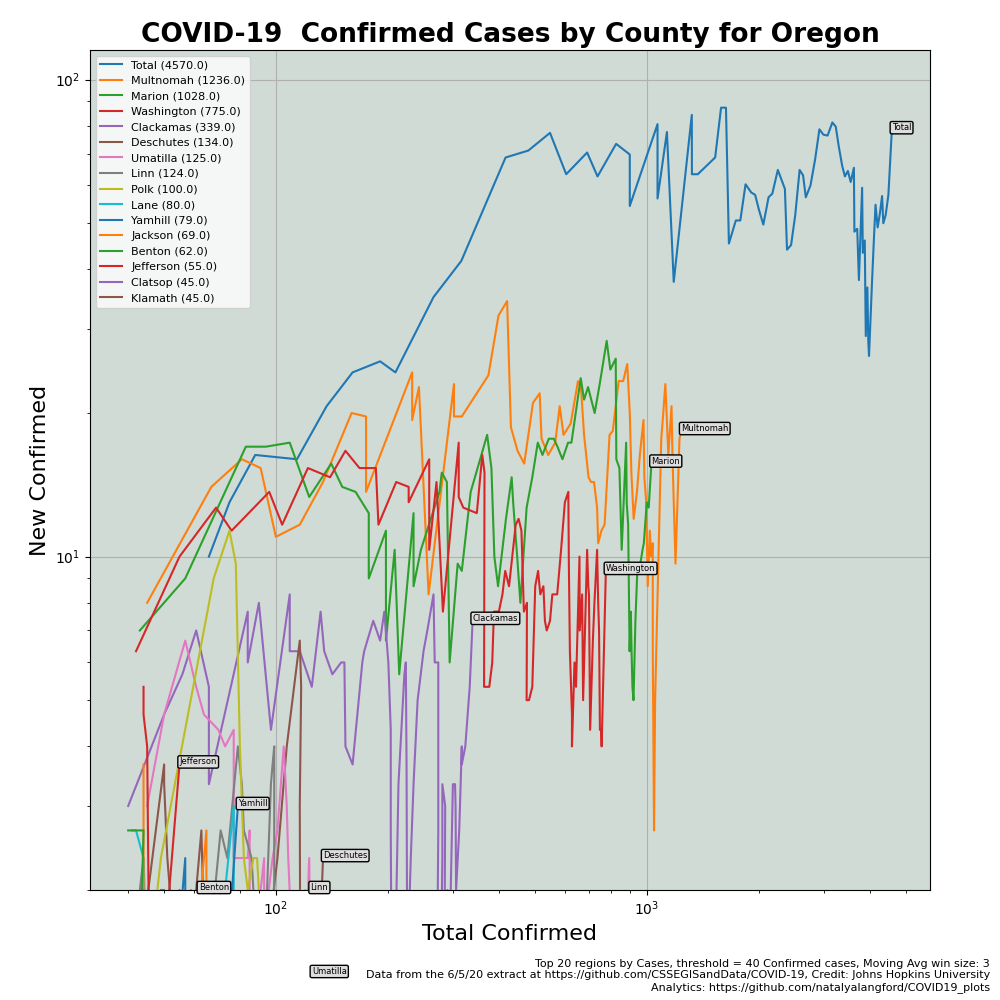 COVID-19  Confirmed Cases by County for Oregon
Total (4570.0)
Multnomah (1236.0)
Marion (1028.0)
Washington (775.0)
Clackamas (339.0)
Deschutes (134.0)
Umatilla (125.0)
Linn (124.0)
Polk (100.0)
Lane (80.0)
Yamhill (79.0)
Jackson (69.0)
Benton (62.0)
Jefferson (55.0)
Clatsop (45.0)
Klamath (45.0)
10²
10¹
New Confirmed
Total
Multnomah
Marion
Washington
Clackamas
Jefferson
Yamhill
Deschutes
Benton
Linn
10²
10³
Total Confirmed
Umatilla
Top 20 regions by Cases, threshold = 40 Confirmed cases, Moving Avg win size: 3
Data from the 6/5/20 extract at https://github.com/CSSEGISandData/COVID-19, Credit: Johns Hopkins University
Analytics: https://github.com/natalyalangford/COVID19_plots